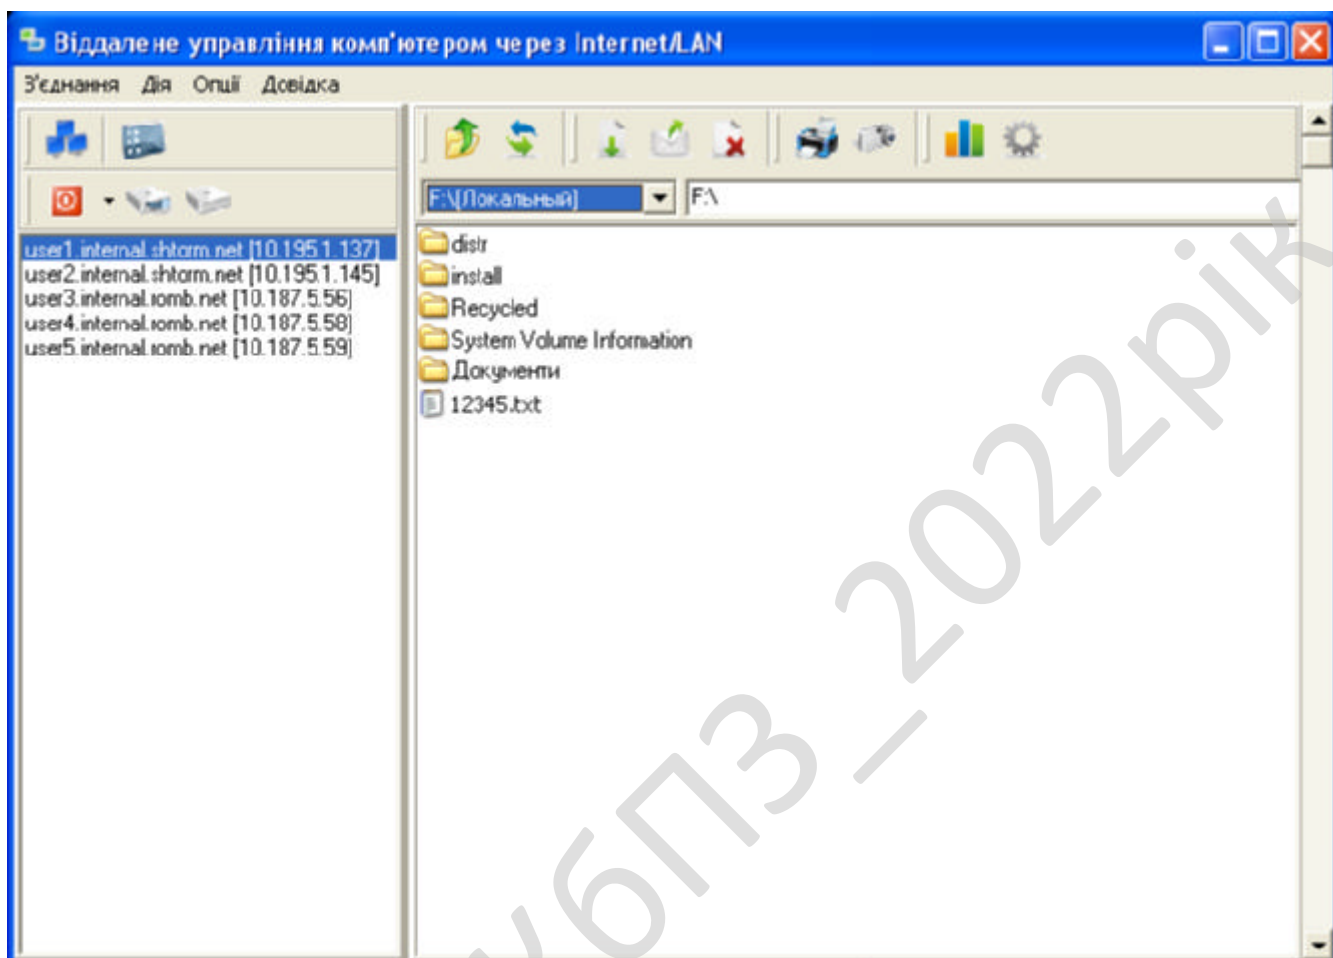 Віддалене управління комп'ютером через Internet/LAN
З'єднання Дія Опції Довідка
F:\[Локальный] F:\
user1.internal.shtorm.net [10.195.1.137]
user2.internal.shtorm.net [10.195.1.145]
user3.internal.romb.net [10.187.5.56]
user4.internal.romb.net [10.187.5.58]
user5.internal.romb.net [10.187.5.59]
distr
install
Recycled
System Volume Information
Документи
12345.txt
КбПЗ_2022рік